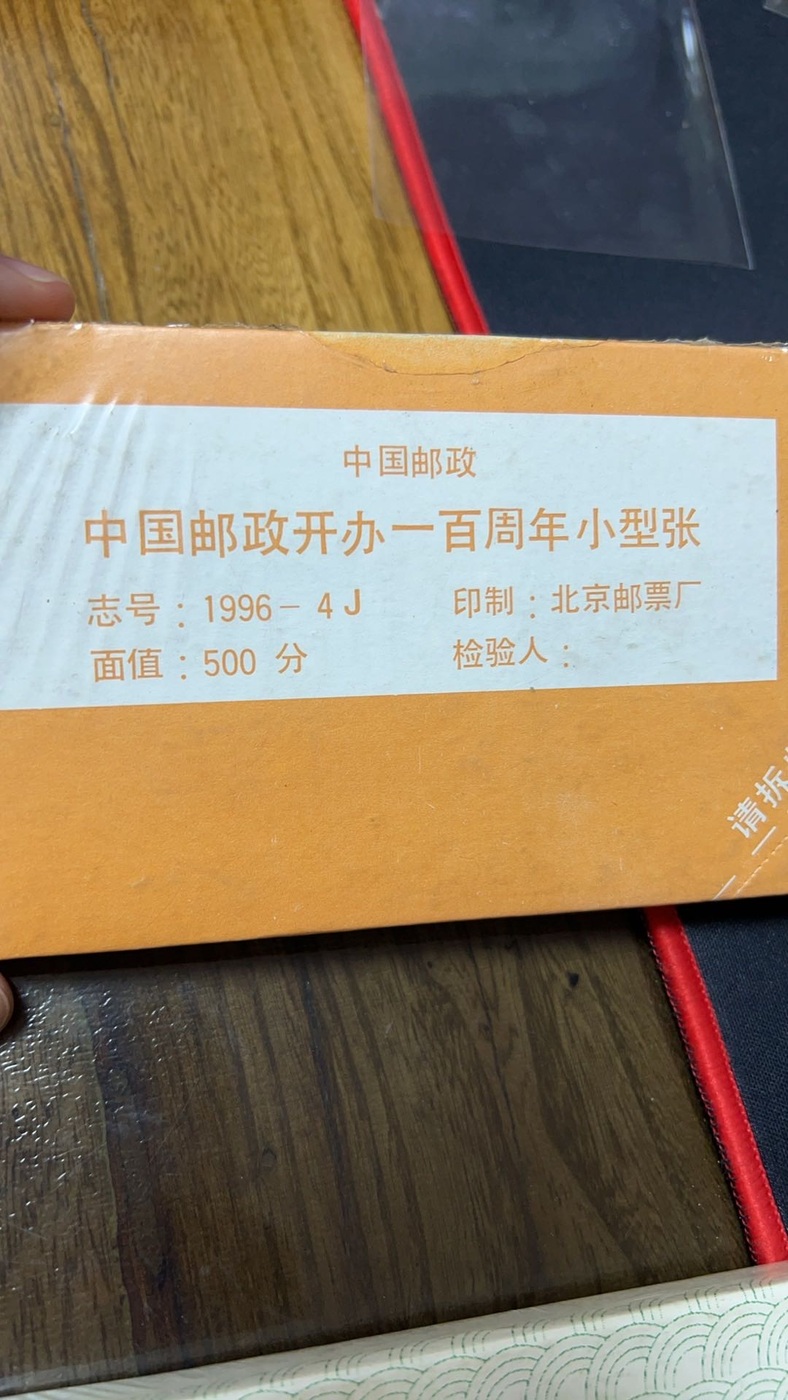 中国邮政
中国邮政开办一百周年小型张
志号：1996－ 4 J
印制：北京邮票厂
面值：500 分
检验人：
请拆